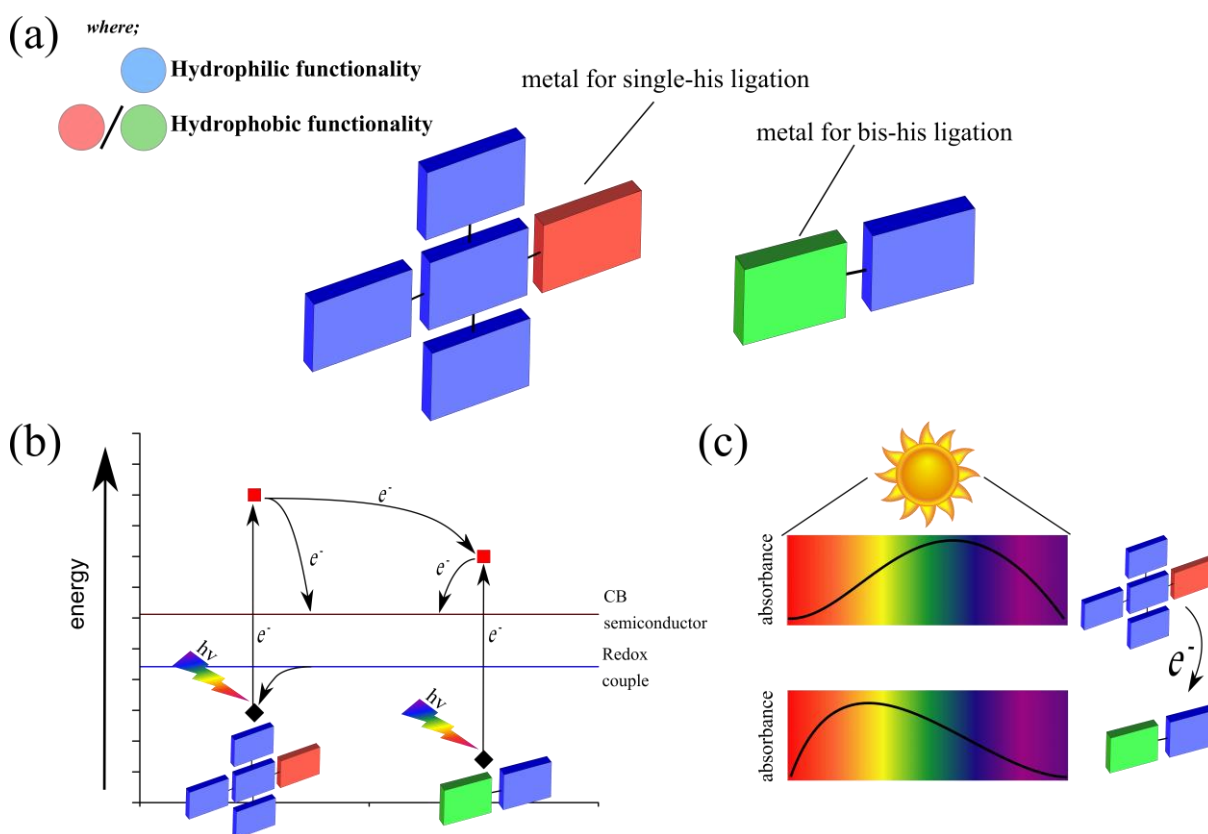 (a)
where;
Hydrophilic functionality
Hydrophobic functionality
metal for single-his ligation
metal for bis-his ligation
(b)
energy
e-
e-
e-
e-
e-
hν
hν
CB
semiconductor
Redox
couple
(c)
absorbance
absorbance
e-